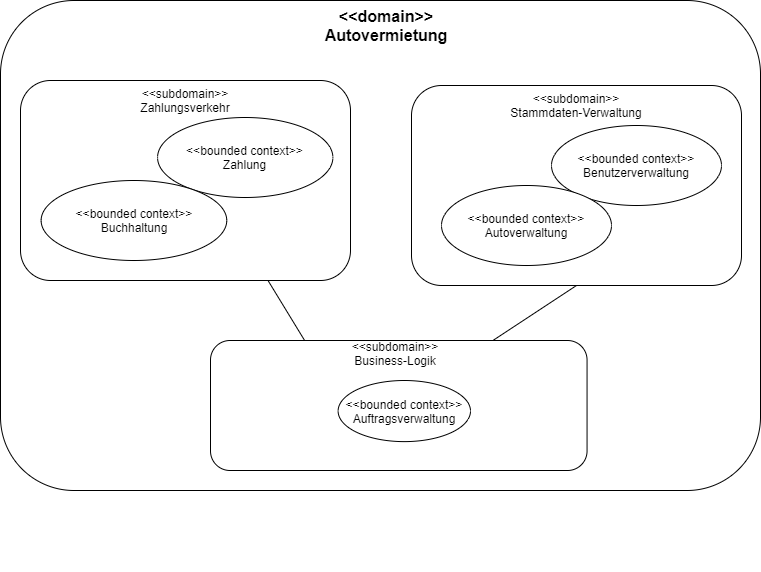 <<domain>>
Autovermietung
<<subdomain>>
Zahlungsverkehr
<<bounded context>>
Zahlung
<<bounded context>>
Buchhaltung
<<subdomain>>
Stammdaten-Verwaltung
<<bounded context>>
Benutzerverwaltung
<<bounded context>>
Autoverwaltung
<<subdomain>>
Business-Logik
<<bounded context>>
Auftragsverwaltung